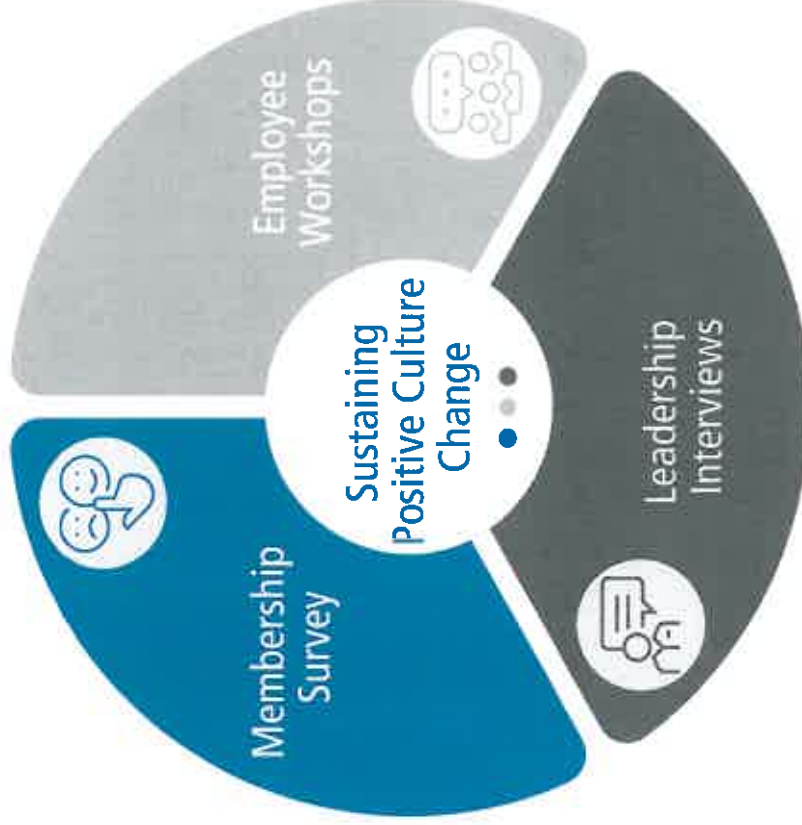 Membership
Survey
Employee
Workshops
Sustaining
Positive Culture
Change
Leadership
Interviews